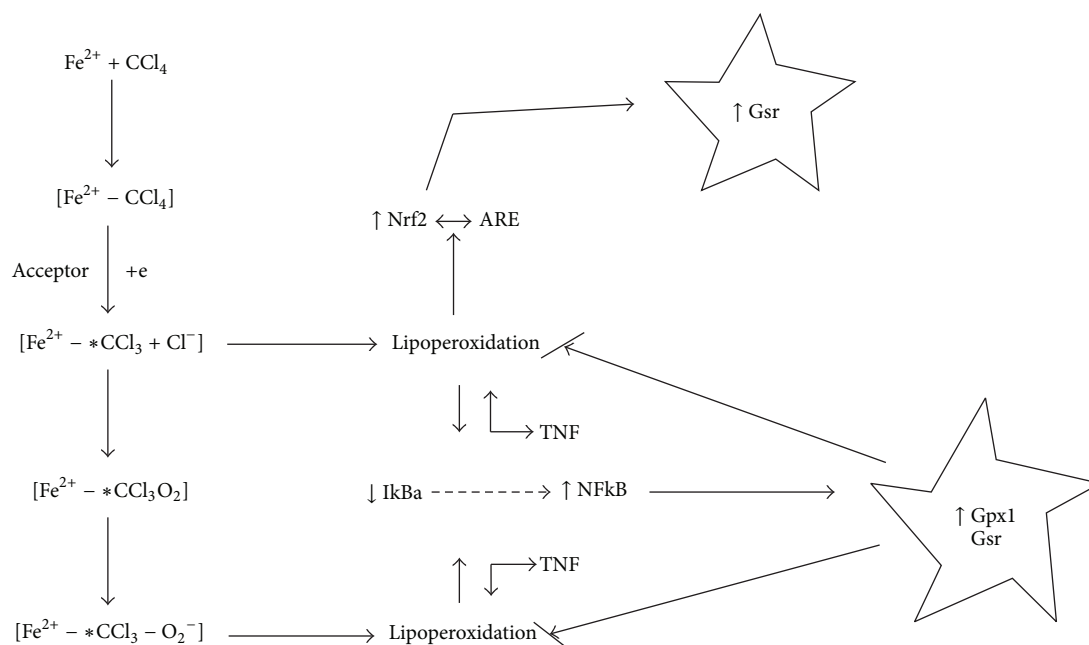 Fe²⁺ + CCl₄
↑ Gsr
[Fe²⁺ − CCl₄]
↑ Nrf2 ↔ ARE
Acceptor +e
[Fe²⁺ − *CCl₃ + Cl⁻]
Lipoperoxidation
TNF
[Fe²⁺ − *CCl₃O₂]
↓ IkBa
↑ NFkB
↑ Gpx1
Gsr
TNF
[Fe²⁺ − *CCl₃ − O₂⁻]
Lipoperoxidation